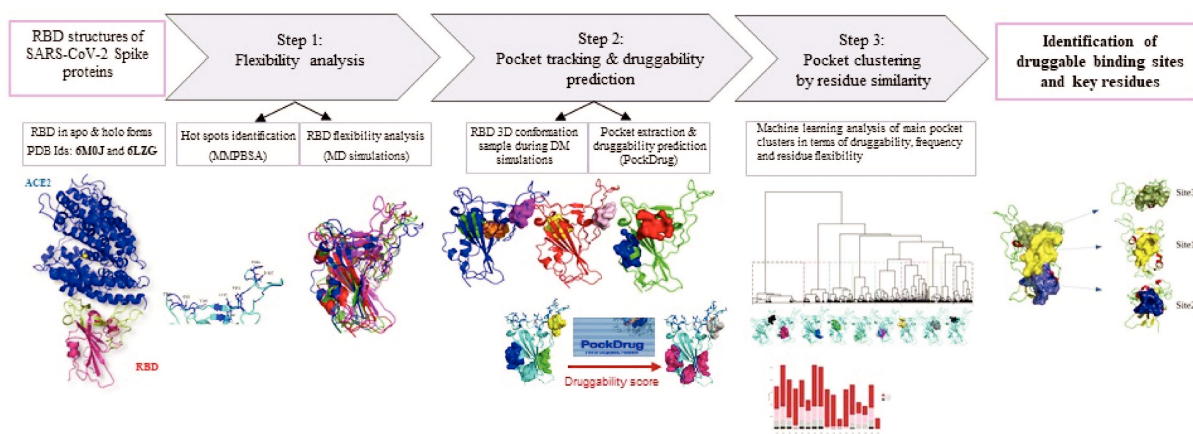 RBD structures of
SARS-CoV-2 Spike
proteins
Step 1:
Flexibility analysis
Step 2:
Pocket tracking & druggability
prediction
Step 3:
Pocket clustering
by residue similarity
Identification of
druggable binding sites
and key residues
RBD in apo & holo forms
PDB Ids: 6M0J and 6LZG
Hot spots identification
(MMPBSA)
RBD flexibility analysis
(MD simulations)
RBD 3D conformation
sample during DM
simulations
Pocket extraction &
druggability prediction
(PockDrug)
Machine learning analysis of main pocket
clusters in terms of druggability, frequency
and residue flexibility
ACE2
RBD
PockDrug
Druggability score